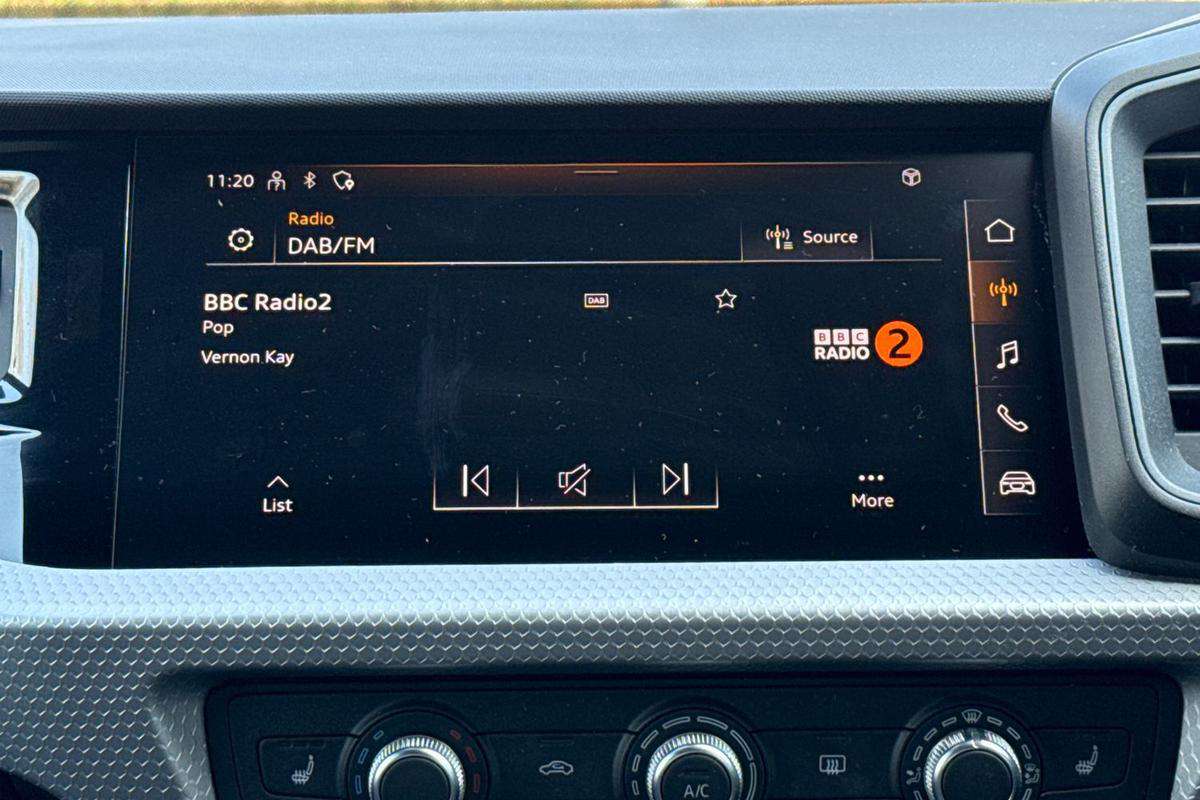 11:20
Radio
DAB/FM
Source
BBC Radio2
DAB
Pop
Vernon Kay
BBC
RADIO 2
List
More
A/C